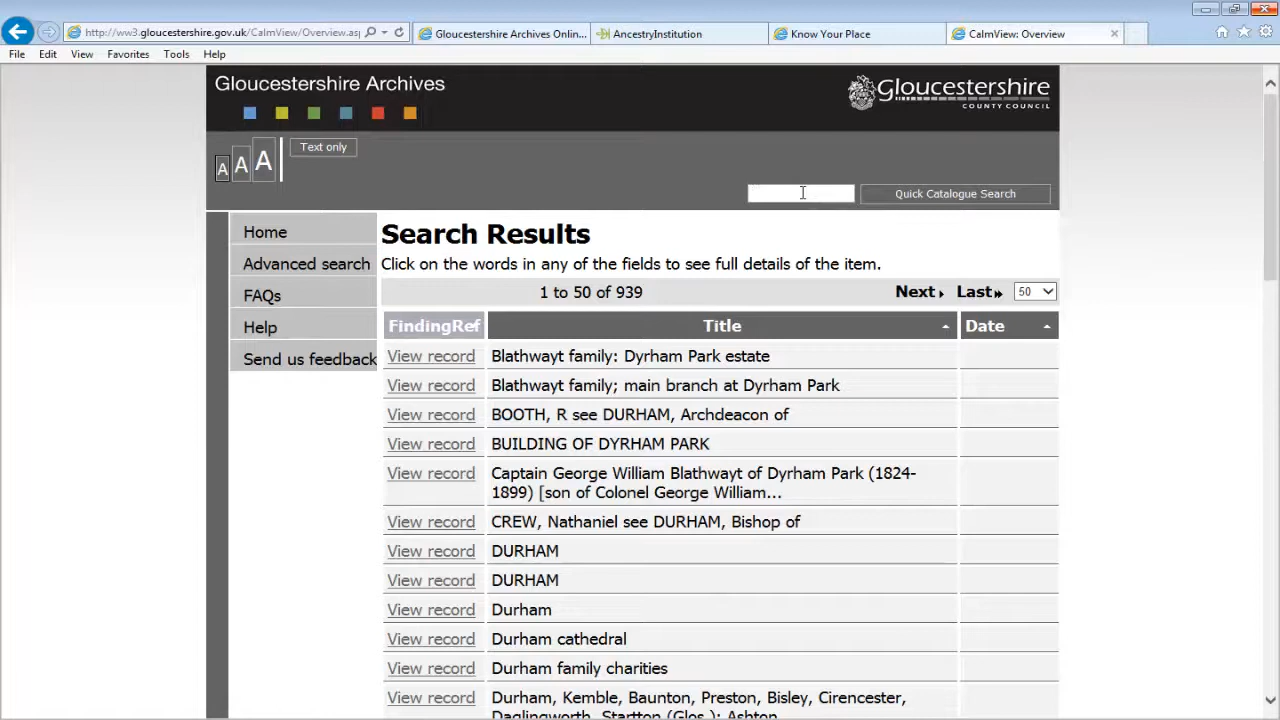 http://ww3.gloucestershire.gov.uk/CalmView/Overview.asp
Gloucestershire Archives Onlin...
AncestryInstitution
Know Your Place
CalmView: Overview
File Edit View Favorites Tools Help
Gloucestershire Archives
Gloucestershire
COUNTY COUNCIL
A A A
Text only
Quick Catalogue Search
Home
Advanced search
FAQs
Help
Send us feedback
Search Results
Click on the words in any of the fields to see full details of the item.
1 to 50 of 939 Next Last 50
FindingRef Title Date
View record Blathwayt family: Dyrham Park estate
View record Blathwayt family; main branch at Dyrham Park
View record BOOTH, R see DURHAM, Archdeacon of
View record BUILDING OF DYRHAM PARK
View record Captain George William Blathwayt of Dyrham Park (1824-
1899) [son of Colonel George William...
View record CREW, Nathaniel see DURHAM, Bishop of
View record DURHAM
View record DURHAM
View record Durham
View record Durham cathedral
View record Durham family charities
View record Durham, Kemble, Baunton, Preston, Bisley, Cirencester,
Daglingworth, Startton (Glos.); Ashton